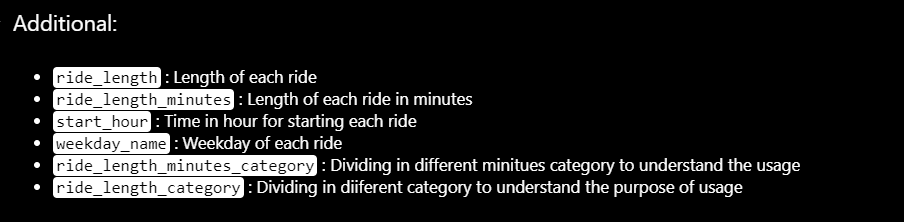 Additional:
• ride_length : Length of each ride
• ride_length_minutes : Length of each ride in minutes
• start_hour : Time in hour for starting each ride
• weekday_name : Weekday of each ride
• ride_length_minutes_category : Dividing in different minitues category to understand the usage
• ride_length_category : Dividing in diiferent category to understand the purpose of usage